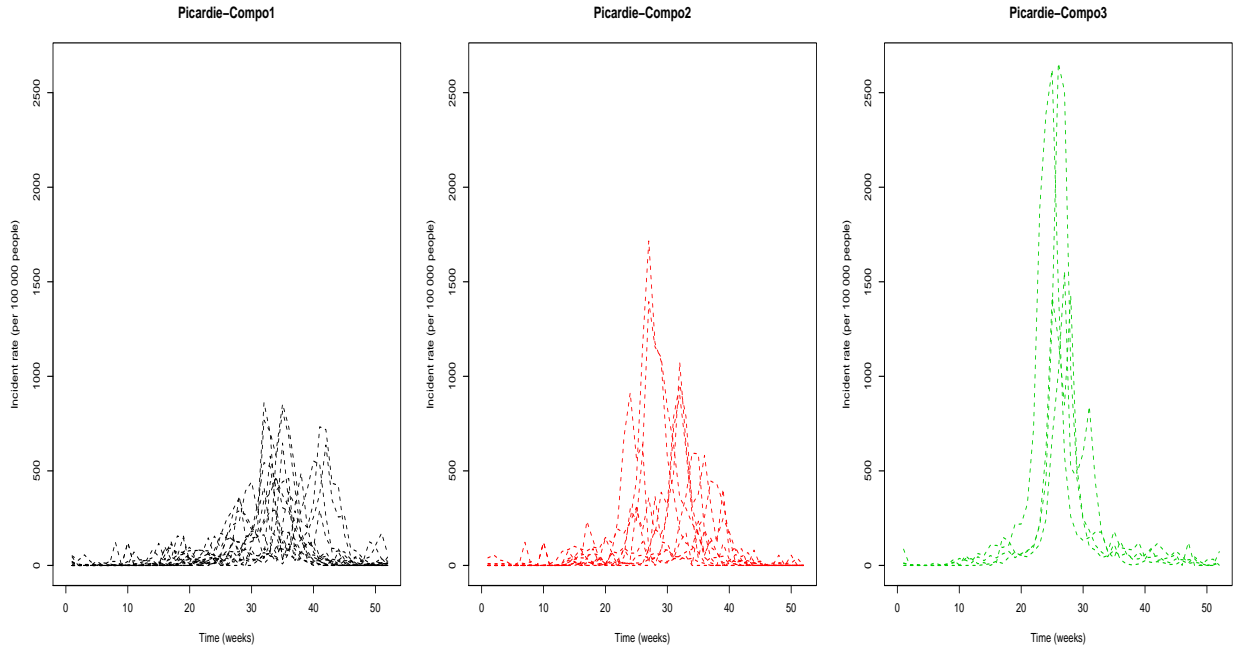 Picardie−Compo1
Incident rate (per 100 000 people)
2500
2000
1500
1000
500
0
0 10 20 30 40 50
Time (weeks)
Picardie−Compo2
Incident rate (per 100 000 people)
2500
2000
1500
1000
500
0
0 10 20 30 40 50
Time (weeks)
Picardie−Compo3
Incident rate (per 100 000 people)
2500
2000
1500
1000
500
0
0 10 20 30 40 50
Time (weeks)